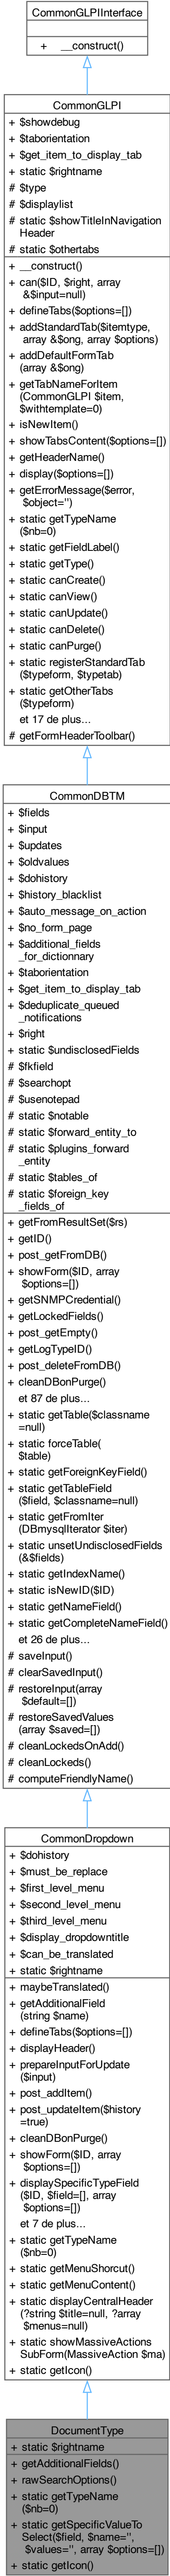 CommonGLPIInterface
+ __construct()
CommonGLPI
+ $showdebug
+ $taborientation
+ $get_item_to_display_tab
+ static $rightname
# $type
# $displaylist
# static $showTitleInNavigation
Header
# static $othertabs
+ __construct()
+ can($ID, $right, array
&$input=null)
+ defineTabs($options=[])
+ addStandardTab($itemtype,
array &$ong, array $options)
+ addDefaultFormTab
(array &$ong)
+ getTabNameForItem
(CommonGLPI $item,
$withtemplate=0)
+ isNewItem()
+ showTabsContent($options=[])
+ getHeaderName()
+ display($options=[])
+ getErrorMessage($error,
$object='')
+ static getTypeName
($nb=0)
+ static getFieldLabel()
+ static getType()
+ static canCreate()
+ static canView()
+ static canUpdate()
+ static canDelete()
+ static canPurge()
+ static registerStandardTab
($typeform, $typetab)
+ static getOtherTabs
($typeform)
et 17 de plus...
# getFormHeaderToolbar()
CommonDBTM
+ $fields
+ $input
+ $updates
+ $oldvalues
+ $dohistory
+ $history_blacklist
+ $auto_message_on_action
+ $no_form_page
+ $additional_fields
_for_dictionnary
+ $taborientation
+ $get_item_to_display_tab
+ $deduplicate_queued
_notifications
+ $right
+ static $undisclosedFields
# $fkfield
# $searchopt
# $usenotepad
# static $notable
# static $forward_entity_to
# static $plugins_forward
_entity
# static $tables_of
# static $foreign_key
_fields_of
+ getFromResultSet($rs)
+ getID()
+ post_getFromDB()
+ showForm($ID, array
$options=[])
+ getSNMPCredential()
+ getLockedFields()
+ post_getEmpty()
+ getLogTypeID()
+ post_deleteFromDB()
+ cleanDBonPurge()
et 87 de plus...
+ static getTable($classname
=null)
+ static forceTable(
$table)
+ static getForeignKeyField()
+ static getTableField
($field, $classname=null)
+ static getFromIter
(DBmysqlIterator $iter)
+ static unsetUndisclosedFields
(&$fields)
+ static getIndexName()
+ static isNewID($ID)
+ static getNameField()
+ static getCompleteNameField()
et 26 de plus...
# saveInput()
# clearSavedInput()
# restoreInput(array
$default=[])
# restoreSavedValues
(array $saved=[])
# cleanLockedsOnAdd()
# cleanLockeds()
# computeFriendlyName()
CommonDropdown
+ $dohistory
+ $must_be_replace
+ $first_level_menu
+ $second_level_menu
+ $third_level_menu
+ $display_dropdowntitle
+ $can_be_translated
+ static $rightname
+ maybeTranslated()
+ getAdditionalField
(string $name)
+ defineTabs($options=[])
+ displayHeader()
+ prepareInputForUpdate
($input)
+ post_addItem()
+ post_updateItem($history
=true)
+ cleanDBonPurge()
+ showForm($ID, array
$options=[])
+ displaySpecificTypeField
($ID, $field=[], array
$options=[])
et 7 de plus...
+ static getTypeName
($nb=0)
+ static getMenuShorcut()
+ static getMenuContent()
+ static displayCentralHeader
(?string $title=null, ?array
$menus=null)
+ static showMassiveActions
SubForm(MassiveAction $ma)
+ static getIcon()
DocumentType
+ static $rightname
+ getAdditionalFields()
+ rawSearchOptions()
+ static getTypeName
($nb=0)
+ static getSpecificValueTo
Select($field, $name='',
$values='', array $options=[])
+ static getIcon()